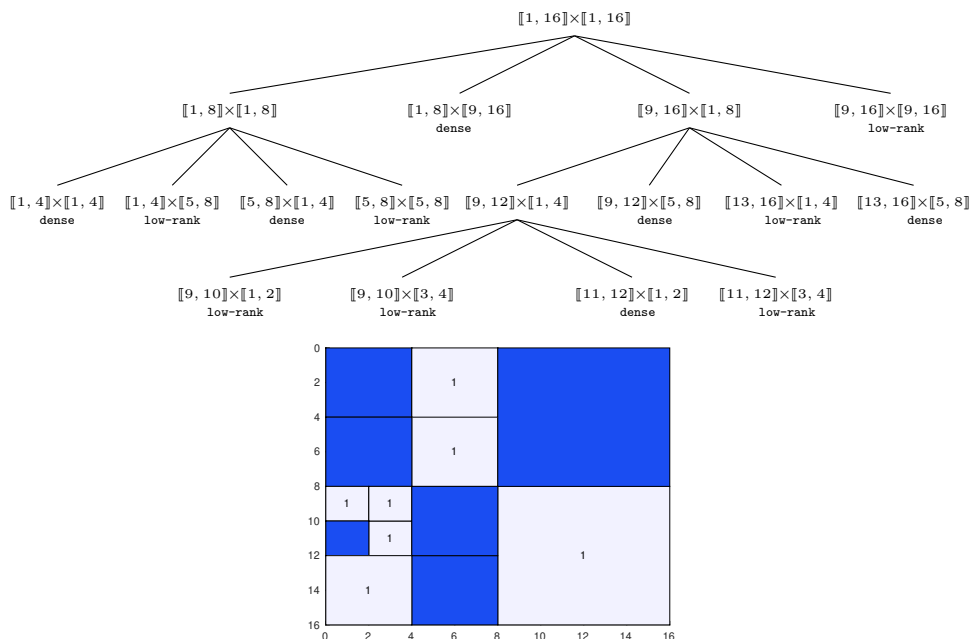 ⟦1, 16⟧×⟦1, 16⟧
⟦1, 8⟧×⟦1, 8⟧ ⟦1, 8⟧×⟦9, 16⟧ ⟦9, 16⟧×⟦1, 8⟧ ⟦9, 16⟧×⟦9, 16⟧
dense low-rank
⟦1, 4⟧×⟦1, 4⟧ ⟦1, 4⟧×⟦5, 8⟧ ⟦5, 8⟧×⟦1, 4⟧ ⟦5, 8⟧×⟦5, 8⟧ ⟦9, 12⟧×⟦1, 4⟧ ⟦9, 12⟧×⟦5, 8⟧ ⟦13, 16⟧×⟦1, 4⟧ ⟦13, 16⟧×⟦5, 8⟧
dense low-rank dense low-rank dense low-rank dense
⟦9, 10⟧×⟦1, 2⟧ ⟦9, 10⟧×⟦3, 4⟧ ⟦11, 12⟧×⟦1, 2⟧ ⟦11, 12⟧×⟦3, 4⟧
low-rank low-rank dense low-rank
0
2 1
4
6 1
8
1 1
10
1
12 1
14 1
16
0 2 4 6 8 10 12 14 16